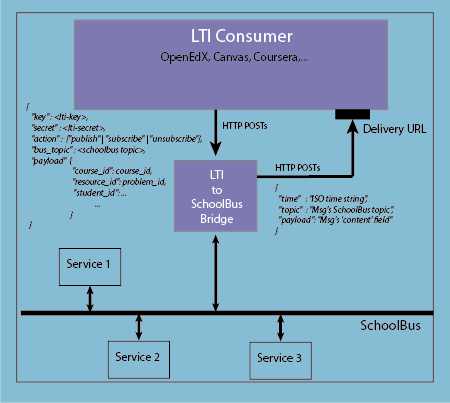 LTI Consumer
OpenEdX, Canvas, Coursera,...
{
"key" : <lti-key>,
"secret" : <lti-secret>,
"action" : {"publish"| "subscribe" | "unsubscribe"},
"bus_topic" : <schoolbus topic>,
"payload" {
"course_id": course_id,
"resource_id": problem_id,
"student_id":...
...
}
}
HTTP POSTs
Delivery URL
LTI
to
SchoolBus
Bridge
HTTP POSTs
{
"time" : "ISO time string",
"topic" : "Msg's SchoolBus topic",
"payload": "Msg's 'content' field"
}
Service 1
SchoolBus
Service 2
Service 3